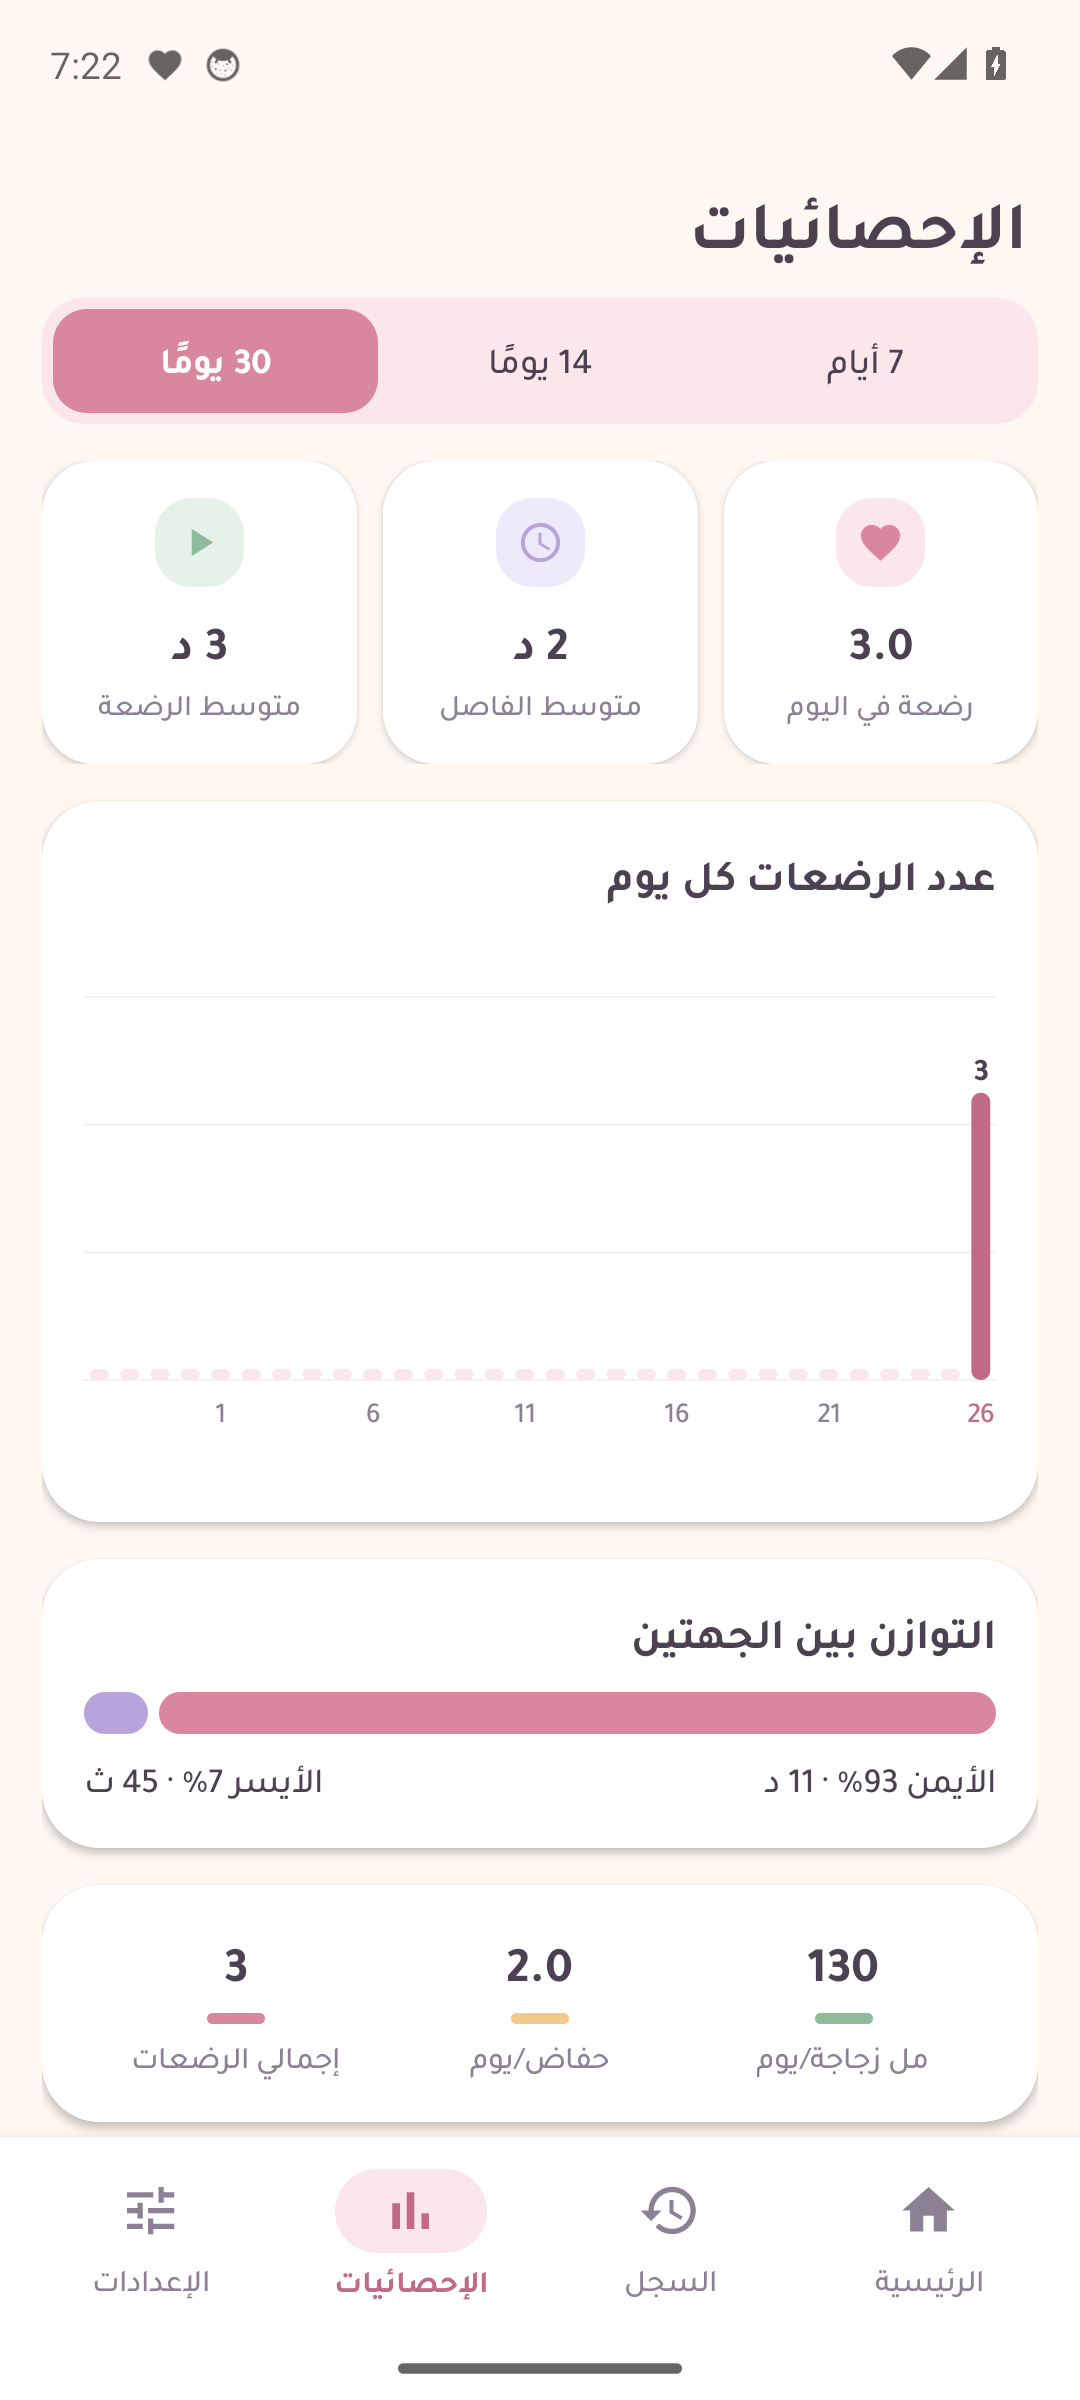 7:22
الإحصائيات
7 أيام
14 يومًا
30 يومًا
3.0
رضعة في اليوم
2 د
متوسط الفاصل
3 د
متوسط الرضعة
عدد الرضعات كل يوم
3
1 6 11 16 21 26
التوازن بين الجهتين
الأيمن 93% · 11 د
الأيسر 7% · 45 ث
130
مل زجاجة/يوم
2.0
حفاض/يوم
3
إجمالي الرضعات
الرئيسية
السجل
الإحصائيات
الإعدادات